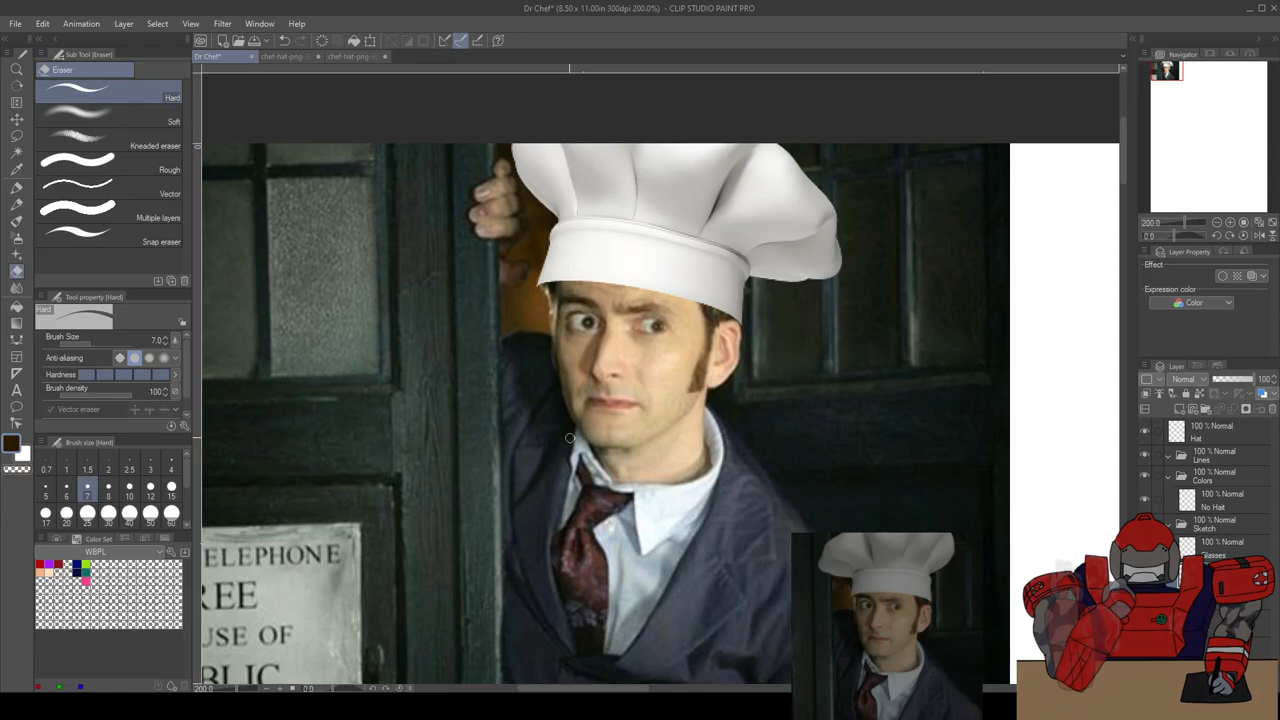 Dr Chef* (8.50 x 11.00in 300dpi 200.0%) - CLIP STUDIO PAINT PRO
File Edit Animation Layer Select View Filter Window Help
Sub Tool [Eraser]
Dr Chef*
chef-hat-png
chef-hat-png
Navigator
Eraser
Hard
Soft
Kneaded eraser
Rough
Vector
Multiple layers
Snap eraser
200.0
0.0
Layer Property
Effect
Expression color
Color
Tool property [Hard]
Hard
Brush Size 7.0
Anti-aliasing
Hardness
Brush density 100
Vector eraser
Layer
Normal 100
100 % Normal
Hat
100 % Normal
Lines
100 % Normal
Colors
100 % Normal
No Hat
100 % Normal
Sketch
100 % Normal
Glasses
Brush size [Hard]
0.7 1 1.5 2 2.5 3 4
5 6 7 8 10 12 15
17 20 25 30 40 50 60
Color Set
WBPL
ELEPHONE
REE
USE OF
PUBLIC
200.0 0.0